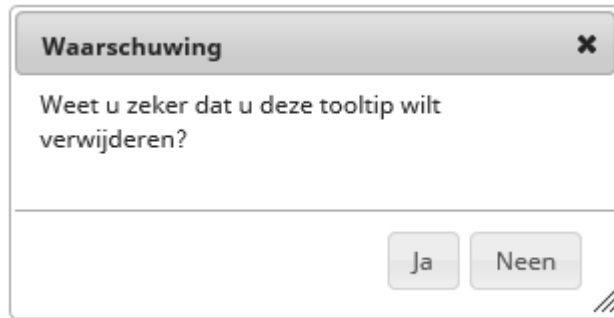 Waarschuwing
Weet u zeker dat u deze tooltip wilt
verwijderen?
Ja Neen